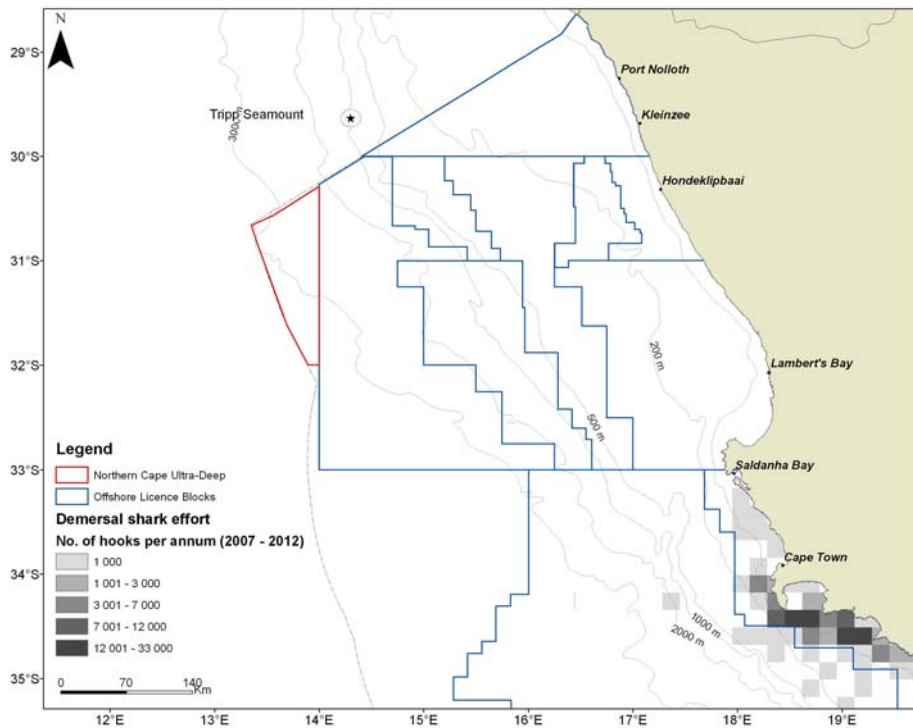 N
29°S
30°S
31°S
32°S
33°S
34°S
35°S
Port Nolloth
Tripp Seamount
3000 m
Kleinzee
Hondeklipbaai
200 m
Lambert's Bay
500 m
Saldanha Bay
Cape Town
1000 m
2000 m
Legend
Northern Cape Ultra-Deep
Offshore Licence Blocks
Demersal shark effort
No. of hooks per annum (2007 - 2012)
1 000
1 001 - 3 000
3 001 - 7 000
7 001 - 12 000
12 001 - 33 000
0 70 140
Km
12°E 13°E 14°E 15°E 16°E 17°E 18°E 19°E